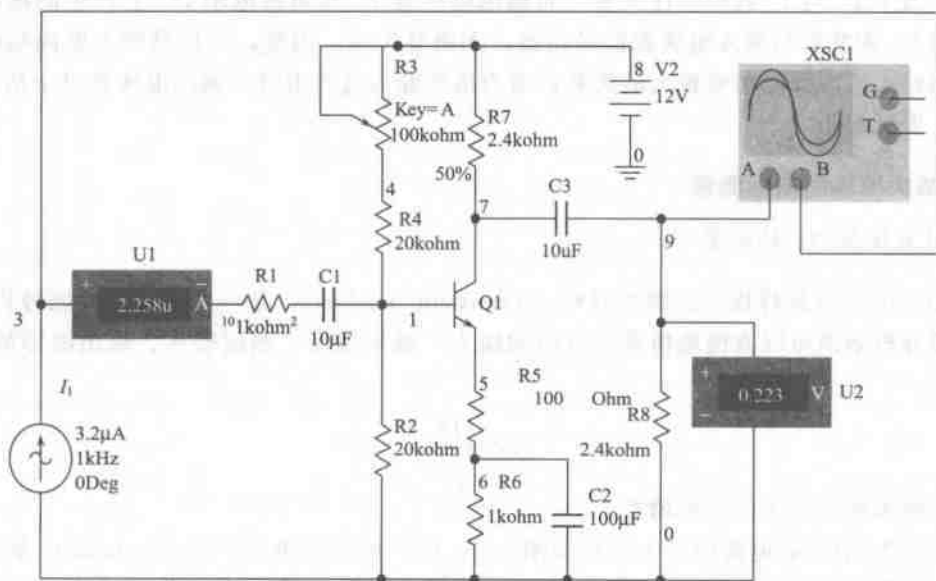 XSC1
G
T
A
B
8
V2
12V
0
R3
Key=A
100kohm
R7
2.4kohm
50%
4
R4
20kohm
7
C3
10uF
9
U1
+
−
2.258u
A
R1
10
1kohm
2
C1
10μF
1
Q1
3
I₁
3.2μA
1kHz
0Deg
5
R5
100 Ohm
R8
2.4kohm
+
−
0.223
V
U2
R2
20kohm
6
R6
1kohm
C2
100μF
0